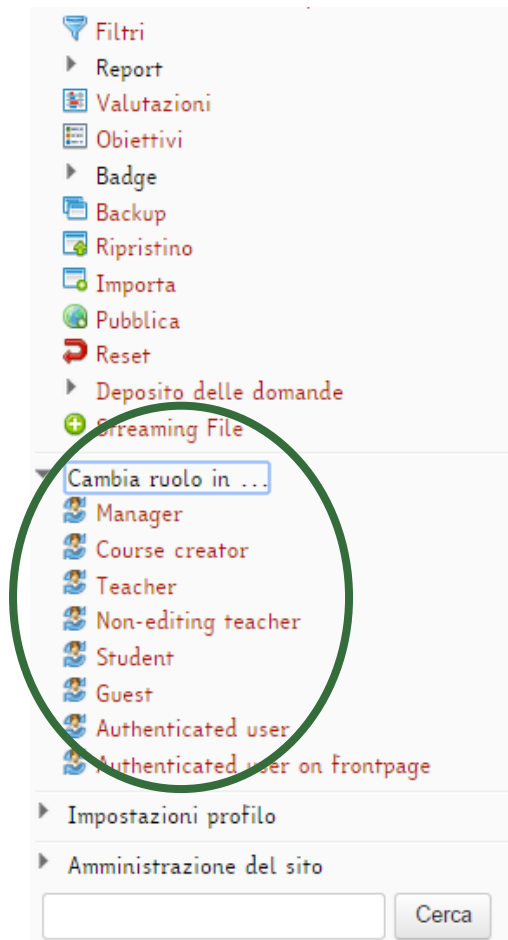 Filtri
Report
Valutazioni
Obiettivi
Badge
Backup
Ripristino
Importa
Pubblica
Reset
Deposito delle domande
Streaming File
Cambia ruolo in ...
Manager
Course creator
Teacher
Non-editing teacher
Student
Guest
Authenticated user
Authenticated user on frontpage
Impostazioni profilo
Amministrazione del sito
Cerca